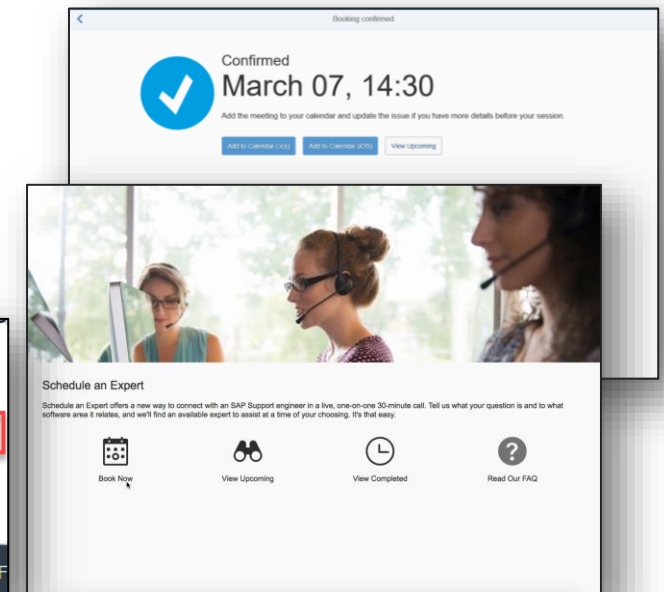 Booking confirmed
Confirmed
March 07, 14:30
Add the meeting to your calendar and update the issue if you have more details before your session.
Add to Calendar (.ics)
Add to Calendar (iOS)
View Upcoming
Schedule an Expert
Schedule an Expert offers a new way to connect with an SAP Support engineer in a live, one-on-one 30-minute call. Tell us what your question is and to what
software area it relates, and we'll find an available expert to assist at a time of your choosing. It's that easy.
Book Now
View Upcoming
View Completed
Read Our FAQ
F